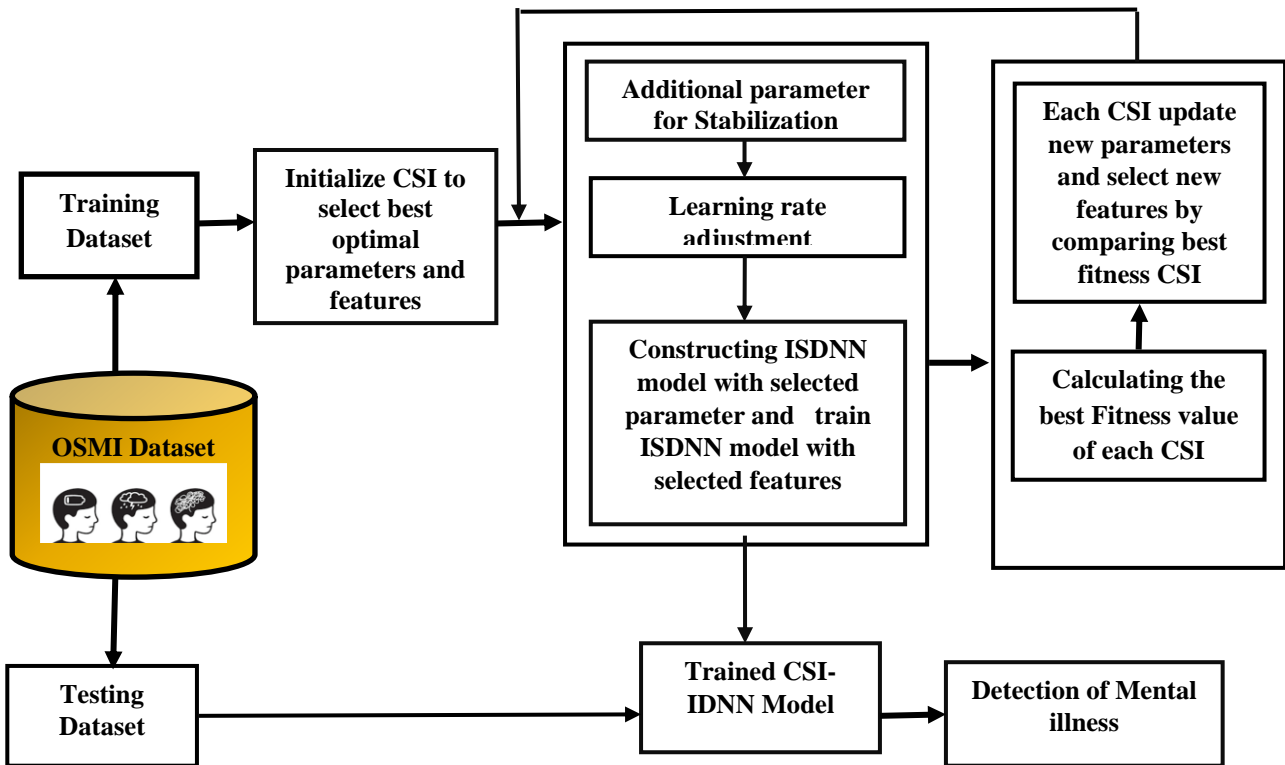 Training
Dataset
Initialize CSI to
select best
optimal
parameters and
features
Additional parameter
for Stabilization
Learning rate
adjustment
Constructing ISDNN
model with selected
parameter and train
ISDNN model with
selected features
Each CSI update
new parameters
and select new
features by
comparing best
fitness CSI
Calculating the
best Fitness value
of each CSI
OSMI Dataset
Testing
Dataset
Trained CSI-
IDNN Model
Detection of Mental
illness